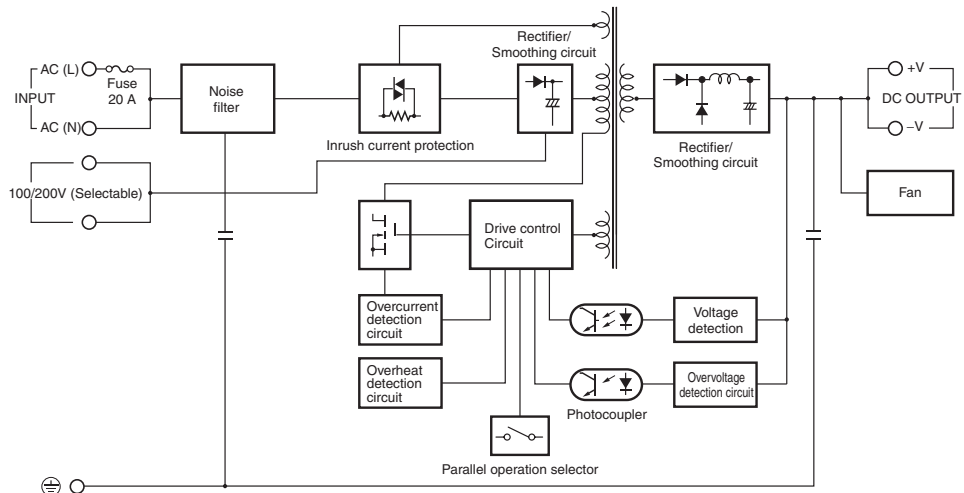 AC (L)
Fuse
20 A
INPUT
AC (N)
Noise
filter
Inrush current protection
Rectifier/
Smoothing circuit
Rectifier/
Smoothing circuit
+V
DC OUTPUT
−V
100/200V (Selectable)
Fan
Drive control
Circuit
Overcurrent
detection
circuit
Voltage
detection
Overheat
detection
circuit
Overvoltage
detection circuit
Photocoupler
Parallel operation selector